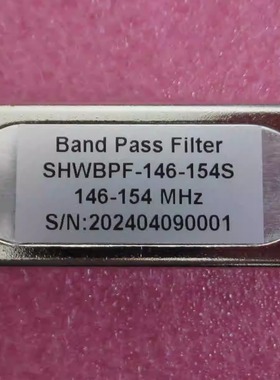 Band Pass Filter
SHWBPF-146-154S
146-154 MHz
S/N:202404090001